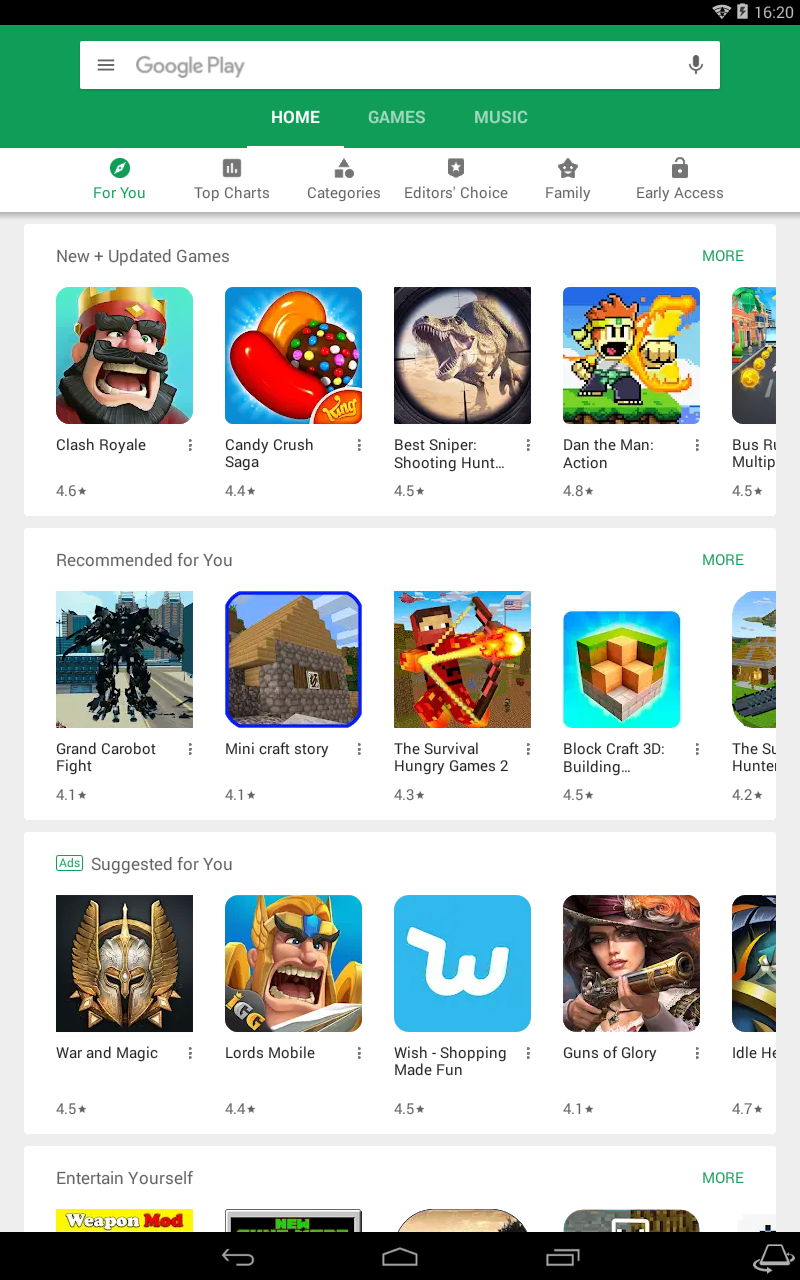 16:20
Google Play
HOME GAMES MUSIC
For You Top Charts Categories Editors' Choice Family Early Access
New + Updated Games MORE
King
Clash Royale Candy Crush Best Sniper: Dan the Man: Bus Ru
Saga Shooting Hunt… Action Multip
4.6★ 4.4★ 4.5★ 4.8★ 4.5★
Recommended for You MORE
Grand Carobot Mini craft story The Survival Block Craft 3D: The Su
Fight Hungry Games 2 Building… Hunter
4.1★ 4.1★ 4.3★ 4.5★ 4.2★
Ads Suggested for You
IGG
War and Magic Lords Mobile Wish - Shopping Guns of Glory Idle He
Made Fun
4.5★ 4.4★ 4.5★ 4.1★ 4.7★
Entertain Yourself MORE
Weapon Mod NEW